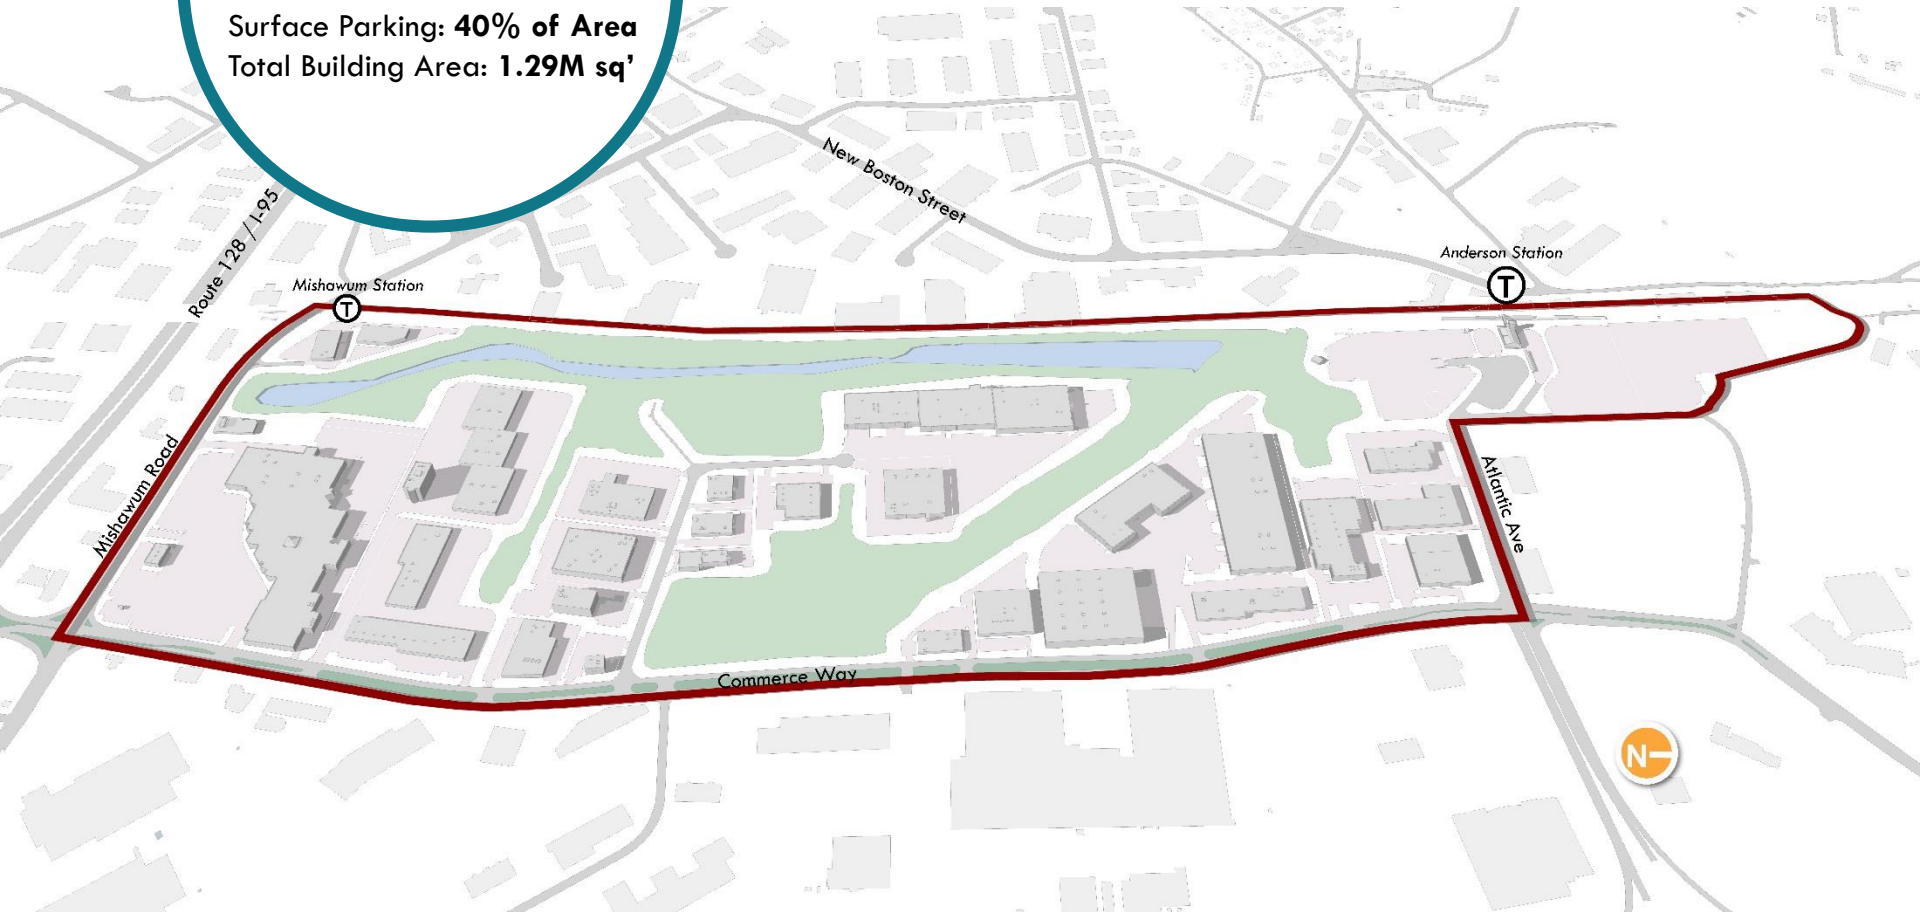 Surface Parking: 40% of Area
Total Building Area: 1.29M sq’
New Boston Street
Route 128 / I-95
Anderson Station
T
Mishawum Station
T
Mishawum Road
Atlantic Ave
Commerce Way
N